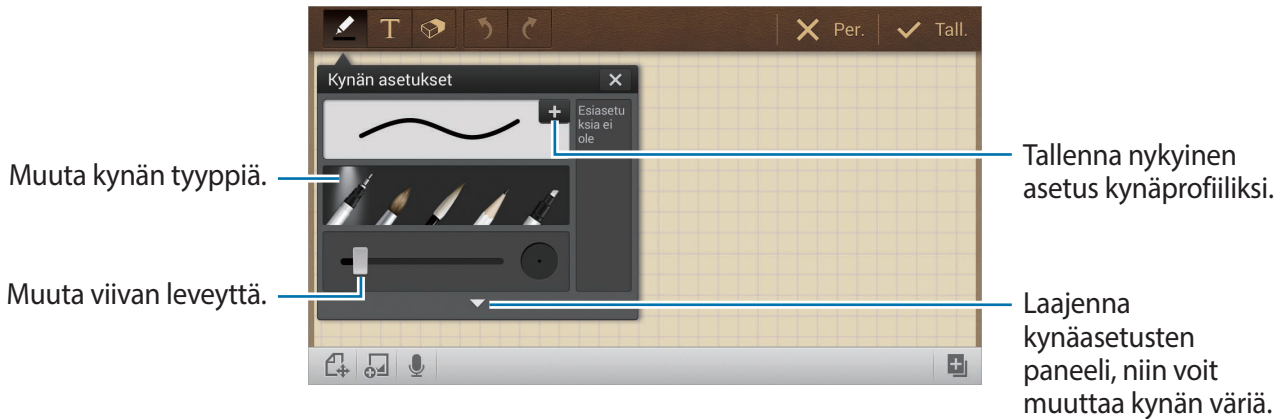 T
Per.
Tall.
Kynän asetukset
Esiasetu
ksia ei
ole
Muuta kynän tyyppiä.
Tallenna nykyinen
asetus kynäprofiiliksi.
Muuta viivan leveyttä.
Laajenna
kynäasetusten
paneeli, niin voit
muuttaa kynän väriä.